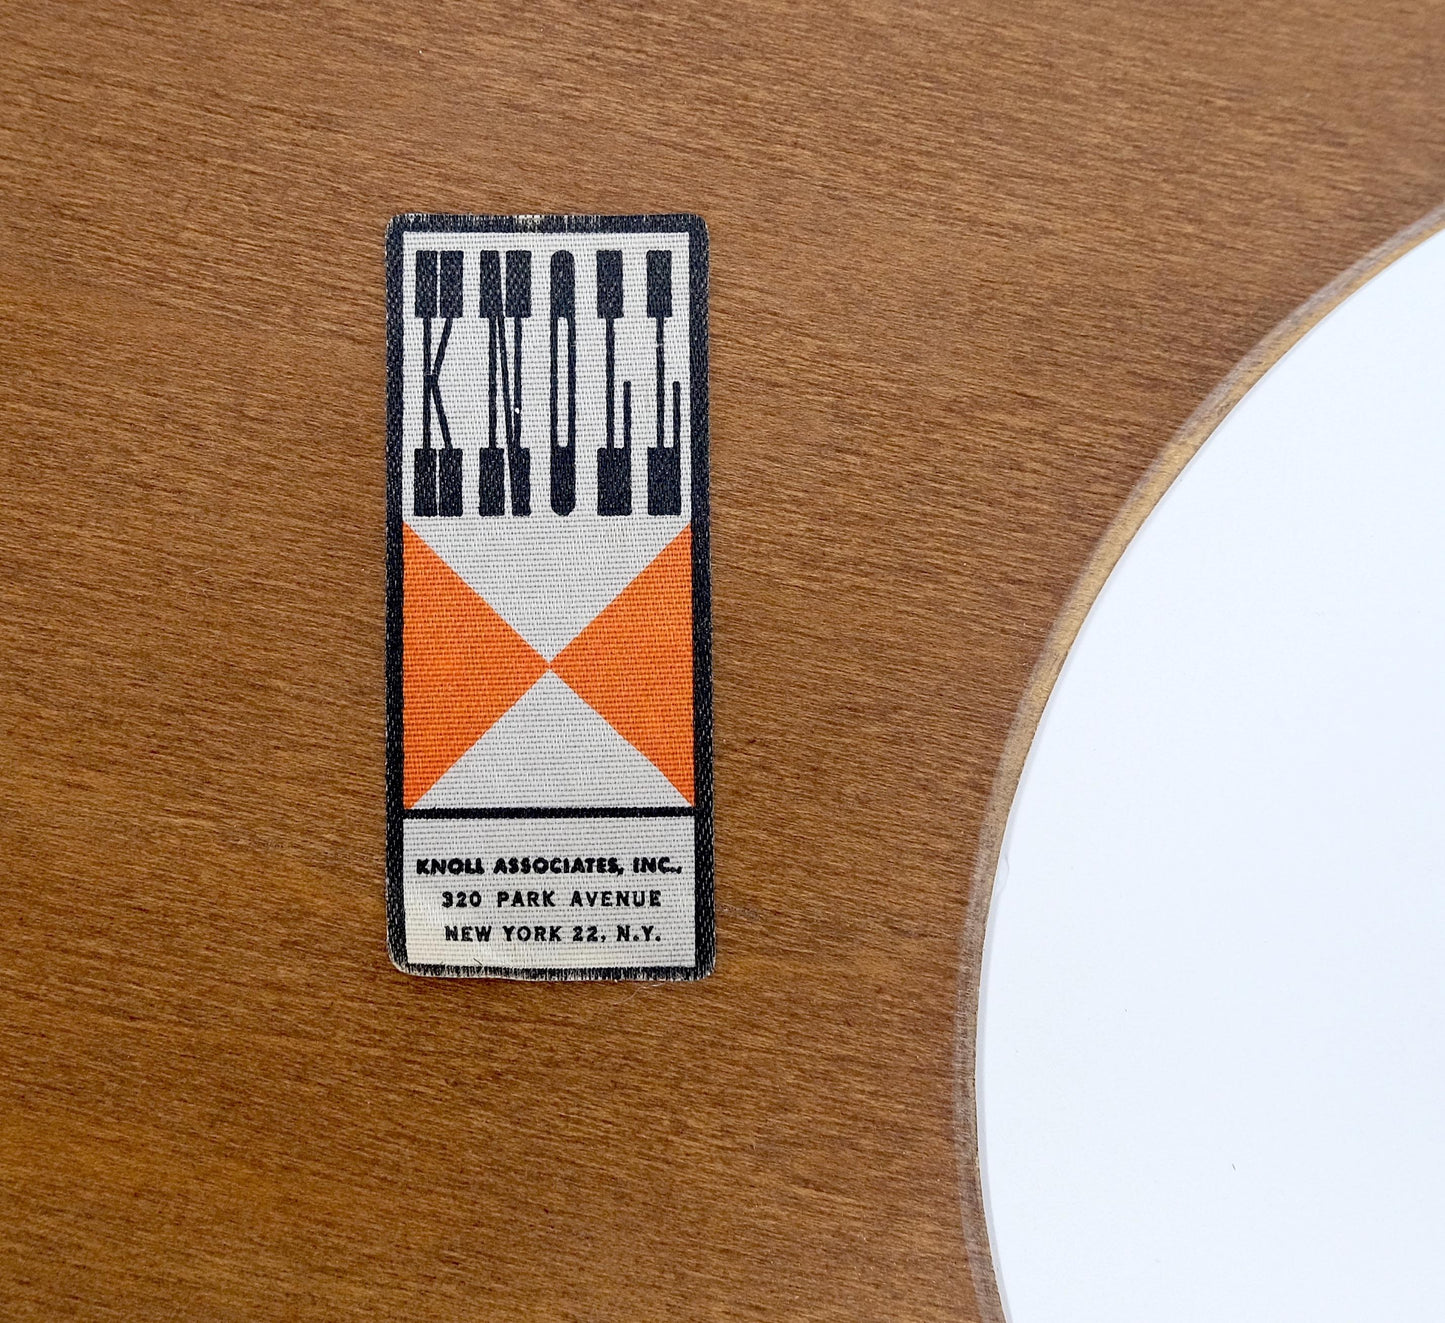 KNOLL
KNOLL ASSOCIATES, INC.,
320 PARK AVENUE
NEW YORK 22, N.Y.